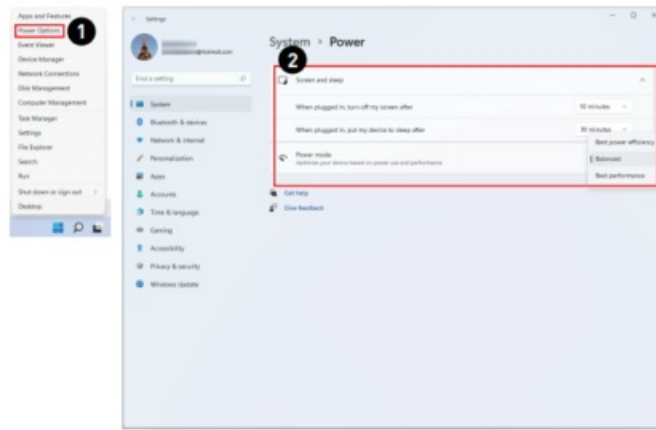 Apps and Features
Power Options
1
Event Viewer
Device Manager
Network Connections
Disk Management
Computer Management
Task Manager
Settings
File Explorer
Search
Run
Shut down or sign out
Desktop
Settings
@hotmail.com
Find a setting
System
Bluetooth & devices
Network & internet
Personalization
Apps
Accounts
Time & language
Gaming
Accessibility
Privacy & security
Windows Update
System > Power
2
Screen and sleep
When plugged in, turn off my screen after
10 minutes
When plugged in, put my device to sleep after
30 minutes
Power mode
Optimize your device based on power use and performance
Best power efficiency
Balanced
Best performance
Get help
Give feedback